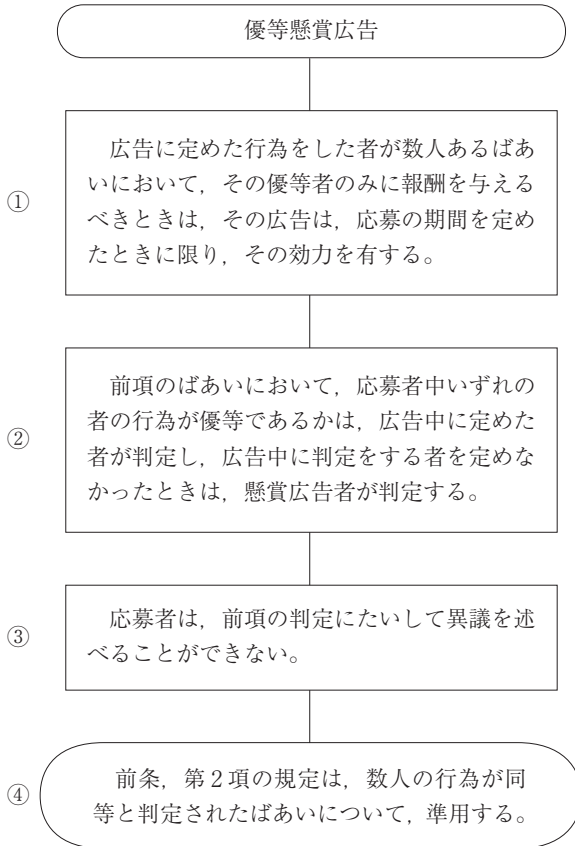 優等懸賞広告
①
広告に定めた行為をした者が数人あるばあ
いにおいて，その優等者のみに報酬を与える
べきときは，その広告は，応募の期間を定め
たときに限り，その効力を有する。
②
前項のばあいにおいて，応募者中いずれの
者の行為が優等であるかは，広告中に定めた
者が判定し，広告中に判定をする者を定めな
かったときは，懸賞広告者が判定する。
③
応募者は，前項の判定にたいして異議を述
べることができない。
④
前条，第２項の規定は，数人の行為が同
等と判定されたばあいについて，準用する。